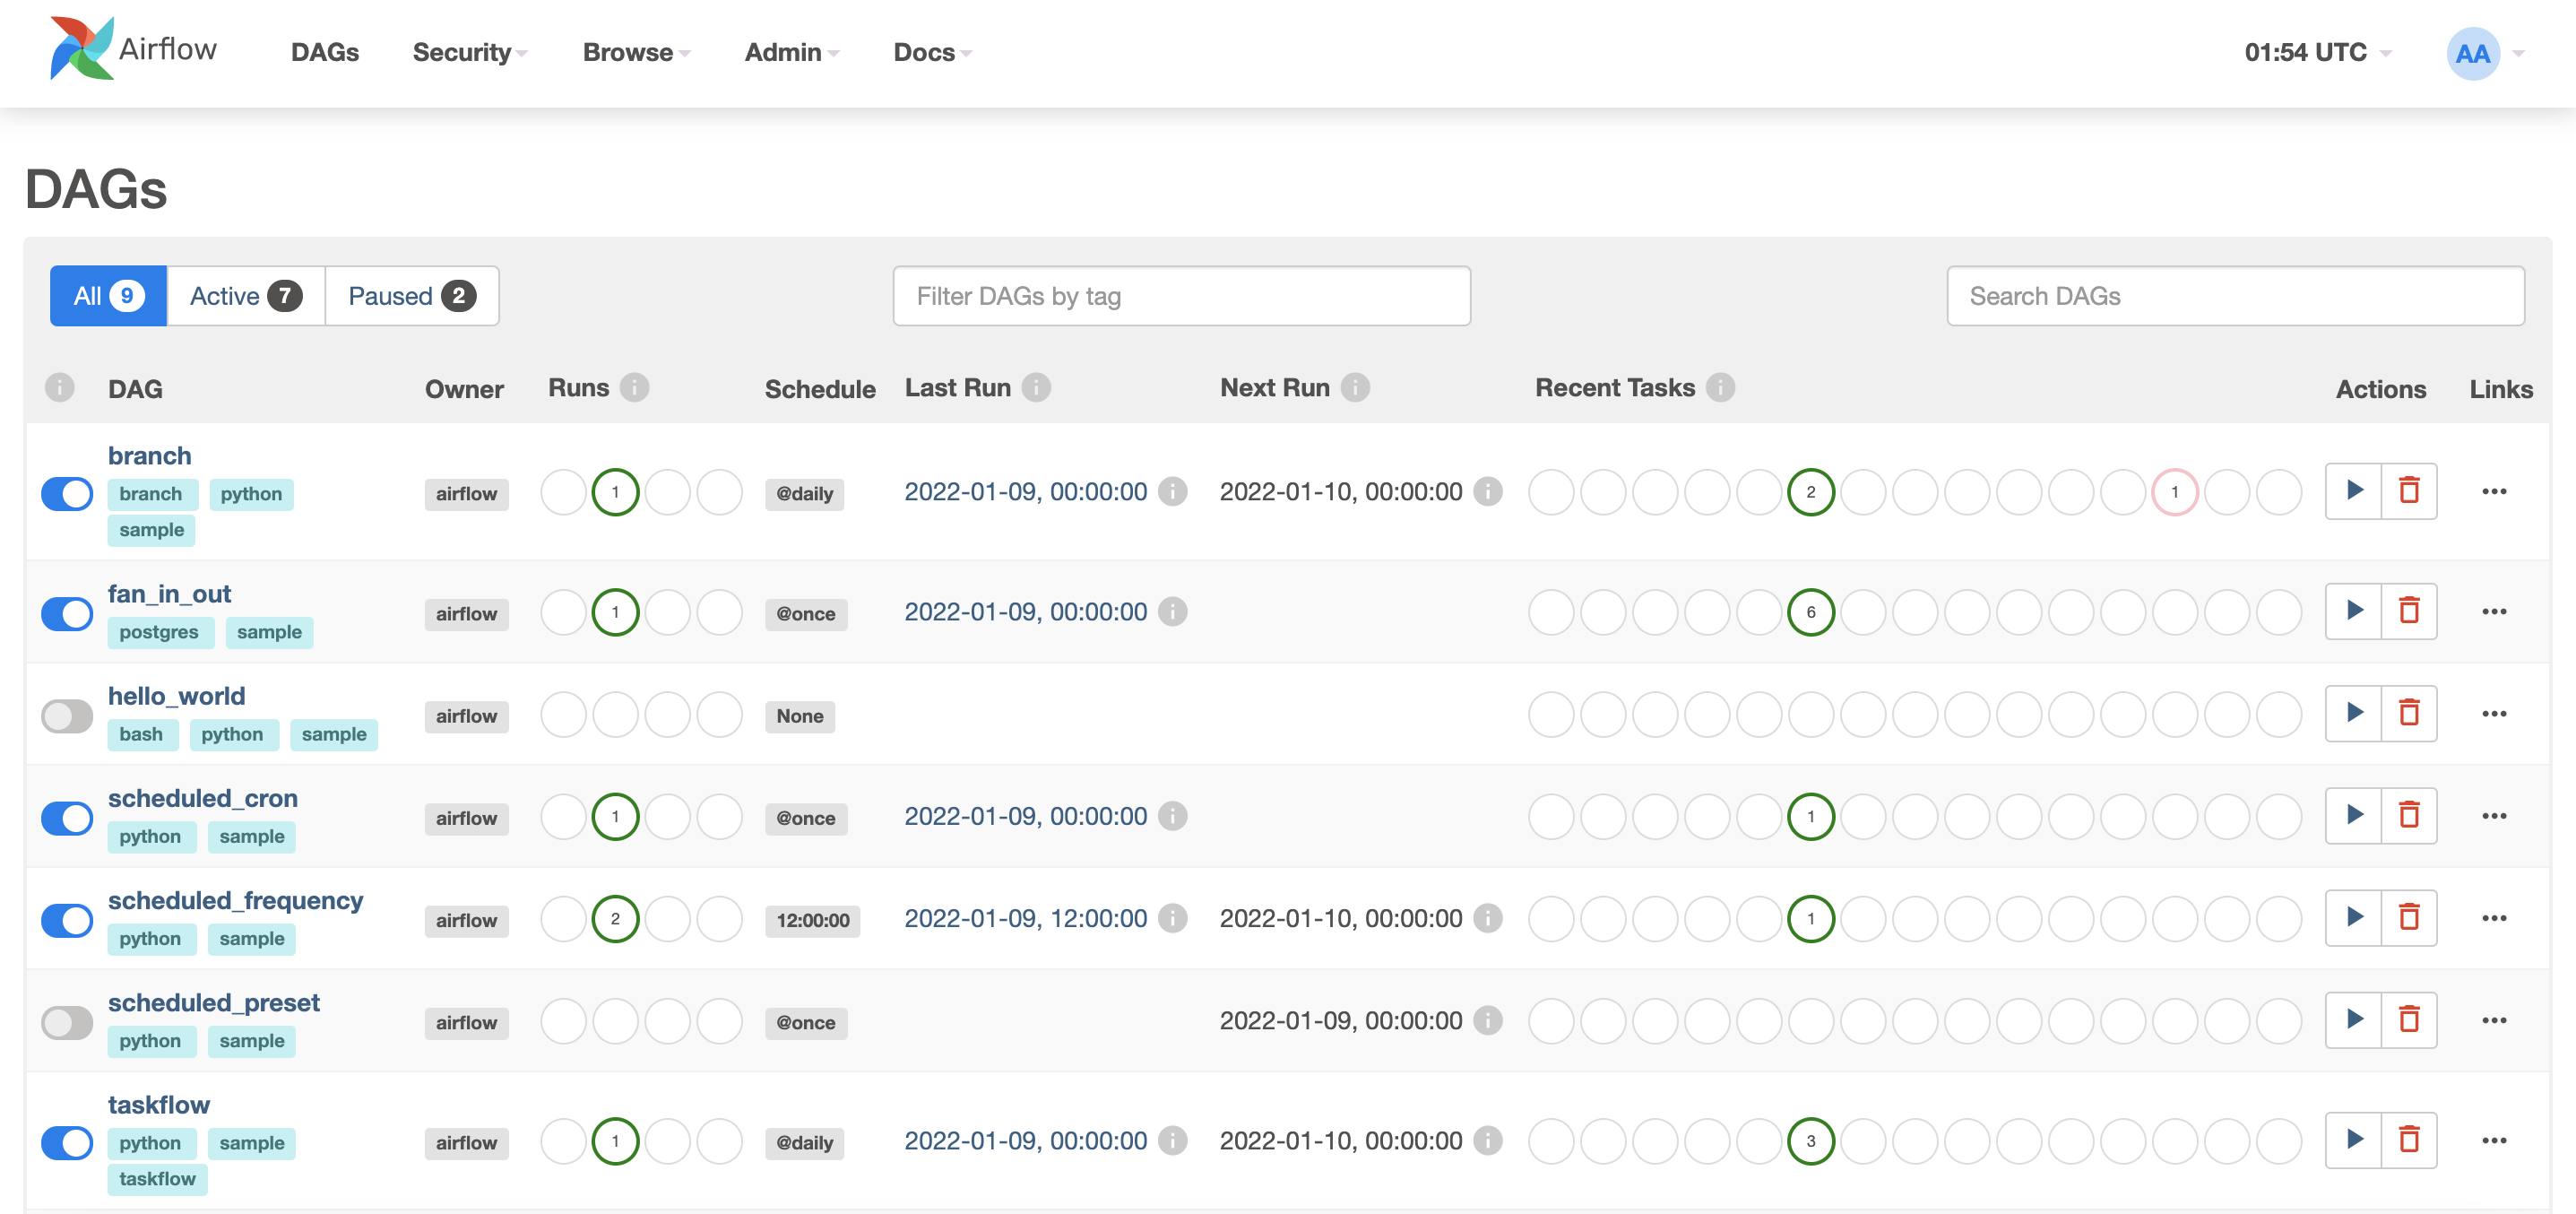 Airflow DAGs Security Browse Admin Docs 01:54 UTC AA
DAGs
All 9 Active 7 Paused 2 Filter DAGs by tag Search DAGs
DAG Owner Runs Schedule Last Run Next Run Recent Tasks Actions Links
branch
branch python
sample
airflow 1 @daily 2022-01-09, 00:00:00 2022-01-10, 00:00:00 2 1
fan_in_out
postgres sample
airflow 1 @once 2022-01-09, 00:00:00 6
hello_world
bash python sample
airflow None
scheduled_cron
python sample
airflow 1 @once 2022-01-09, 00:00:00 1
scheduled_frequency
python sample
airflow 2 12:00:00 2022-01-09, 12:00:00 2022-01-10, 00:00:00 1
scheduled_preset
python sample
airflow @once 2022-01-09, 00:00:00
taskflow
python sample
taskflow
airflow 1 @daily 2022-01-09, 00:00:00 2022-01-10, 00:00:00 3